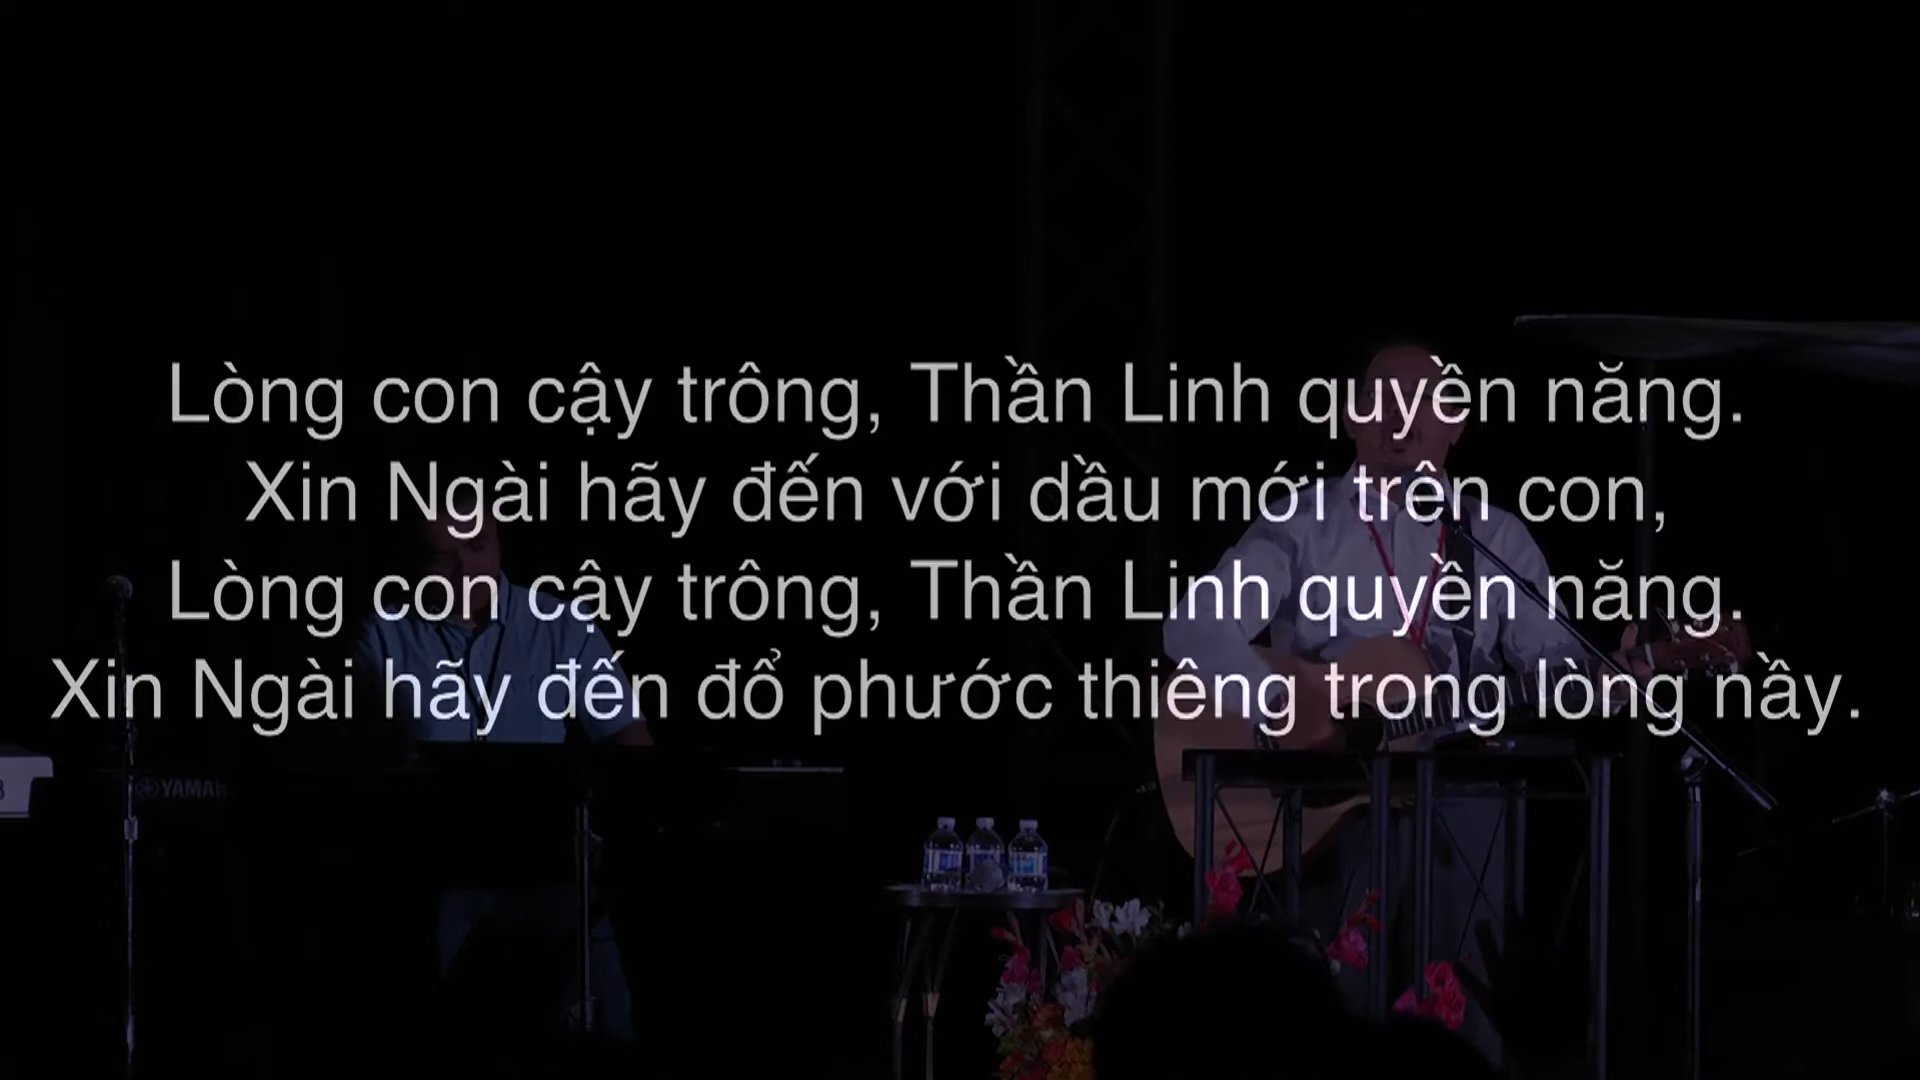 Lòng con cậy trông, Thần Linh quyền năng.
Xin Ngài hãy đến với dầu mới trên con,
Lòng con cậy trông, Thần Linh quyền năng.
Xin Ngài hãy đến đổ phước thiêng trong lòng nầy.
YAMAH